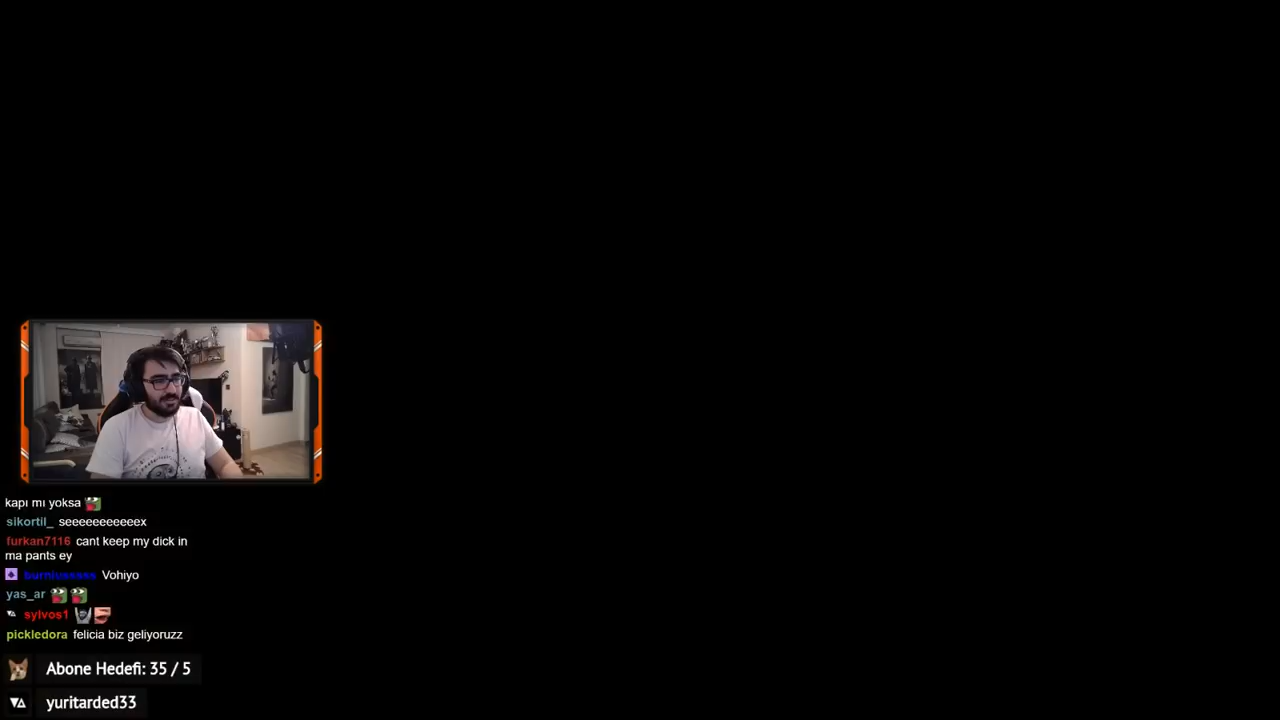 kapı mı yoksa
sikortil_ seeeeeeeeeeex
furkan7116 cant keep my dick in
ma pants ey
burniusssss Vohiyo
yas_ar
sylvos1
pickledora felicia biz geliyoruzz
Abone Hedefi: 35 / 5
yuritarded33